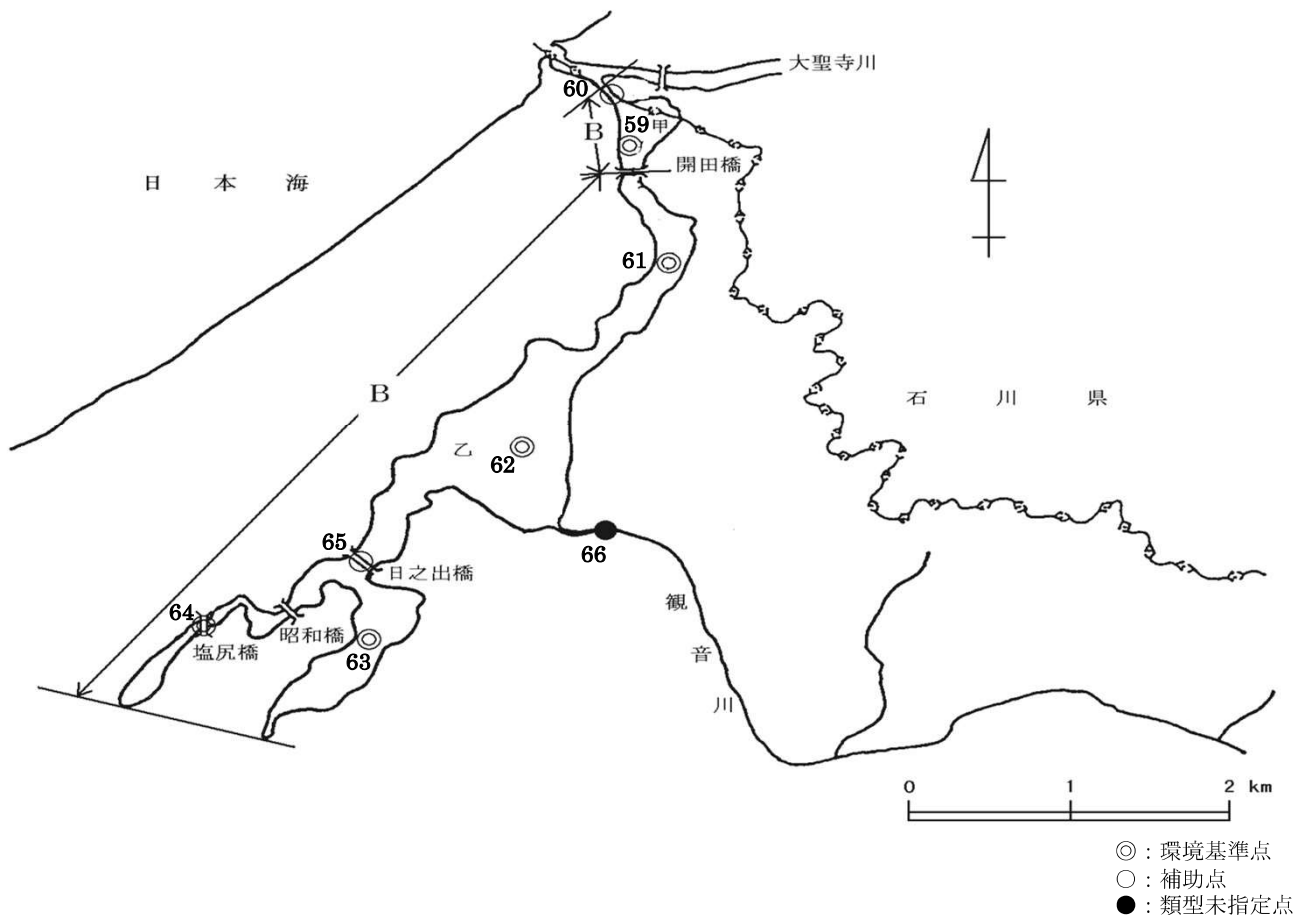 大聖寺川
60
59
甲
B
開田橋
日本海
61
石川県
B
乙
62
65
日之出橋
66
64
昭和橋
塩尻橋
63
観音川
0 1 2 km
◎：環境基準点
○：補助点
●：類型未指定点